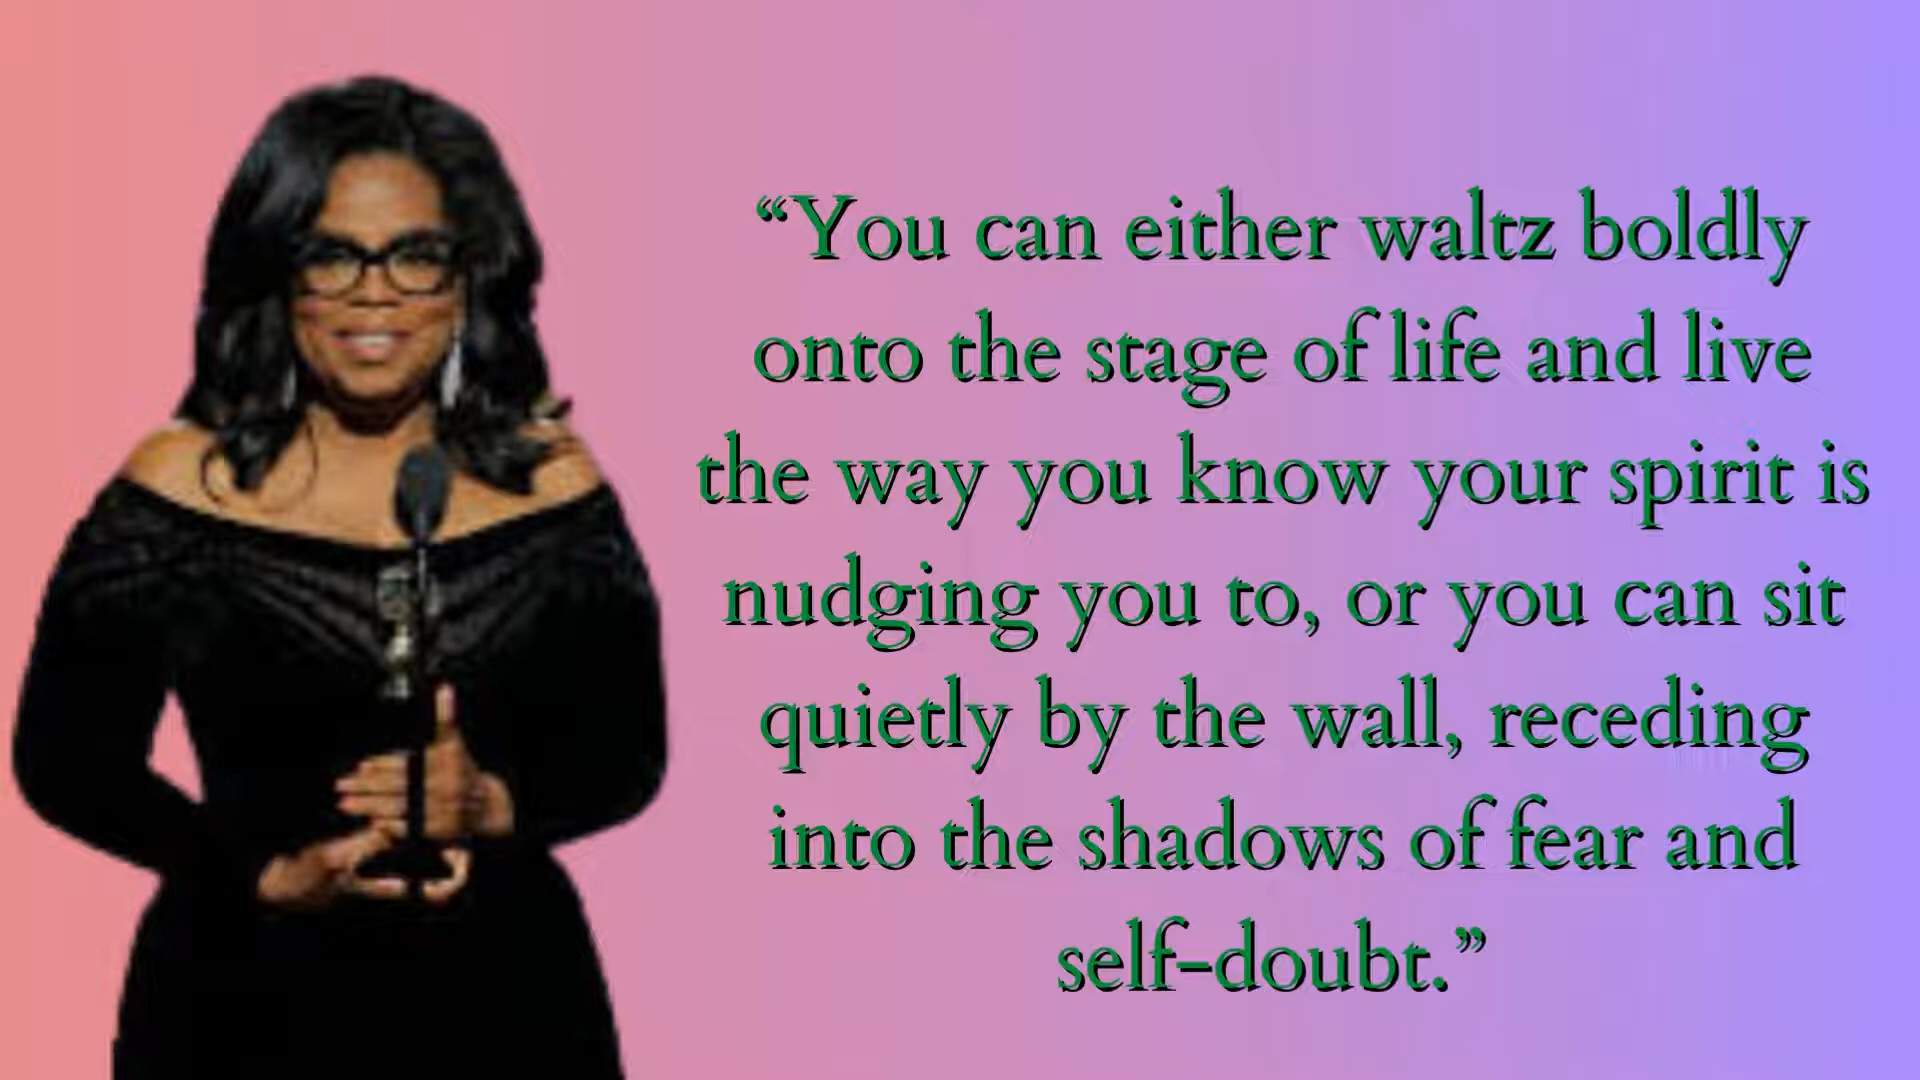 “You can either waltz boldly
onto the stage of life and live
the way you know your spirit is
nudging you to, or you can sit
quietly by the wall, receding
into the shadows of fear and
self-doubt.”